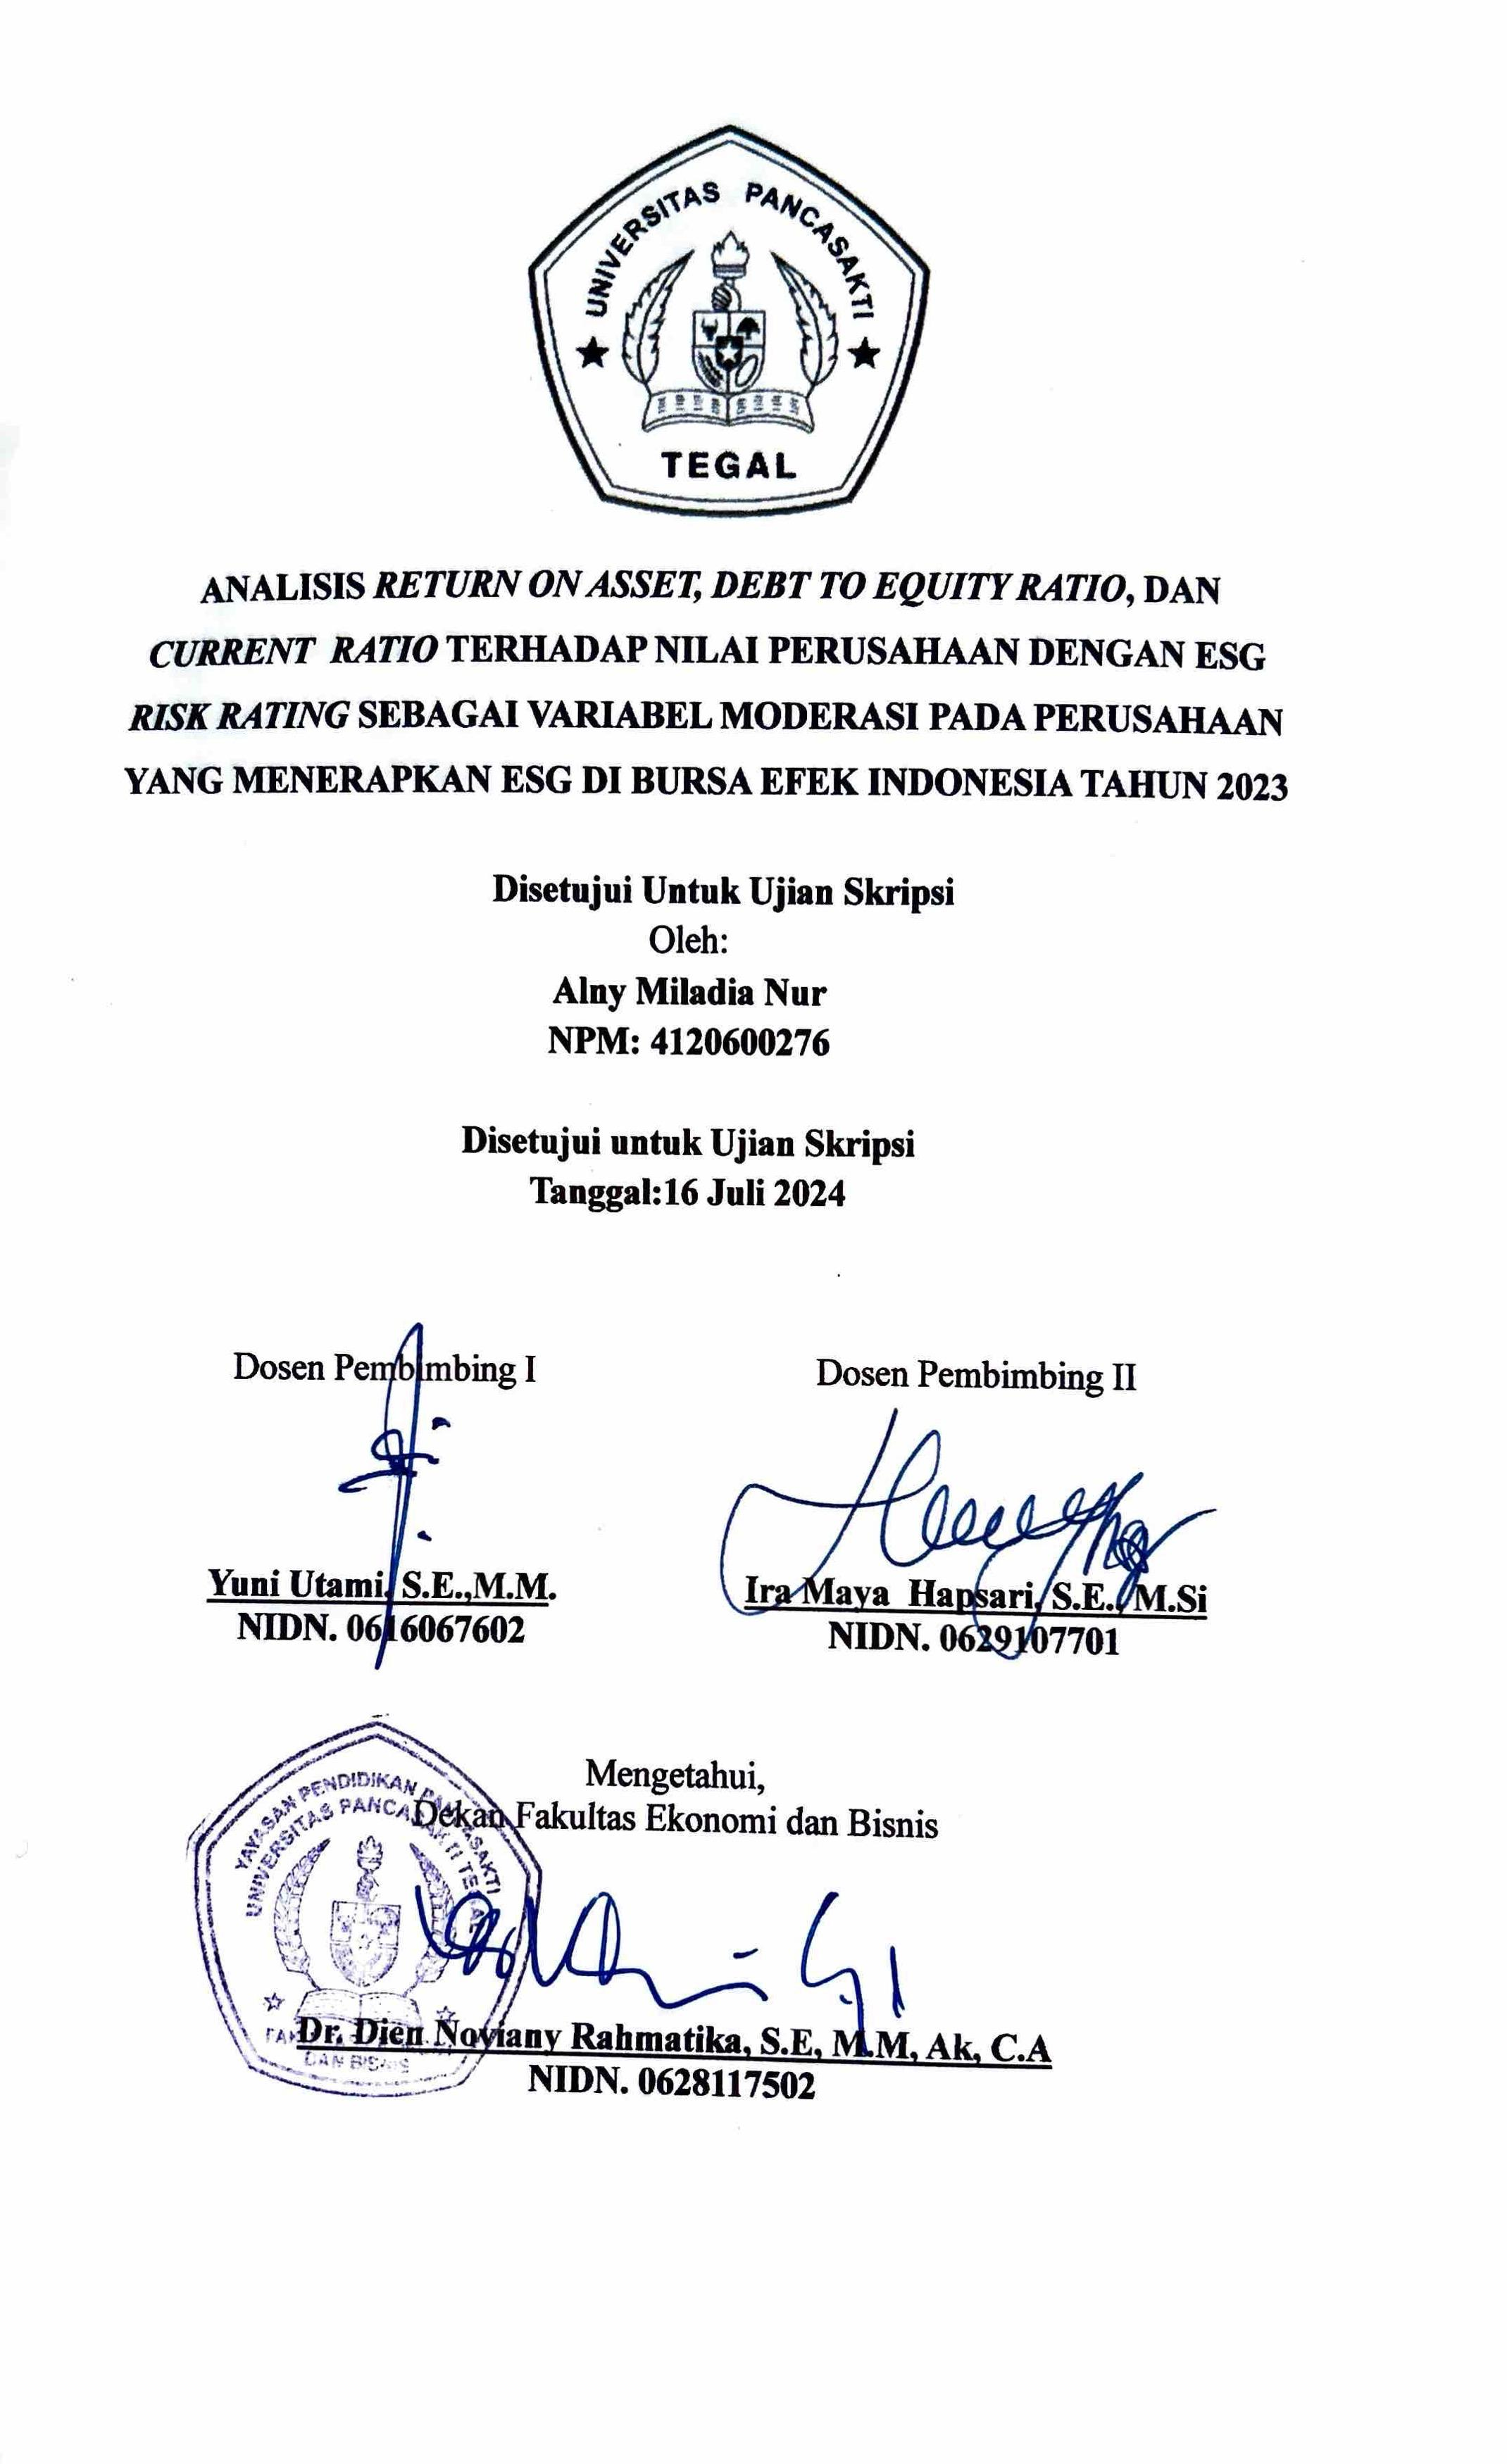 UNIVERSITAS PANCASAKTI
TEGAL
ANALISIS RETURN ON ASSET, DEBT TO EQUITY RATIO, DAN
CURRENT RATIO TERHADAP NILAI PERUSAHAAN DENGAN ESG
RISK RATING SEBAGAI VARIABEL MODERASI PADA PERUSAHAAN
YANG MENERAPKAN ESG DI BURSA EFEK INDONESIA TAHUN 2023
Disetujui Untuk Ujian Skripsi
Oleh:
Alny Miladia Nur
NPM: 4120600276
Disetujui untuk Ujian Skripsi
Tanggal:16 Juli 2024
Dosen Pembimbing I
Dosen Pembimbing II
Yuni Utami, S.E.,M.M.
NIDN. 0616067602
Ira Maya Hapsari, S.E., M.Si
NIDN. 0629107701
Mengetahui,
Dekan Fakultas Ekonomi dan Bisnis
YAYASAN PENDIDIKAN
UNIVERSITAS
DAN BISNIS
Dr. Dien Noviany Rahmatika, S.E, M.M, Ak, C.A
NIDN. 0628117502